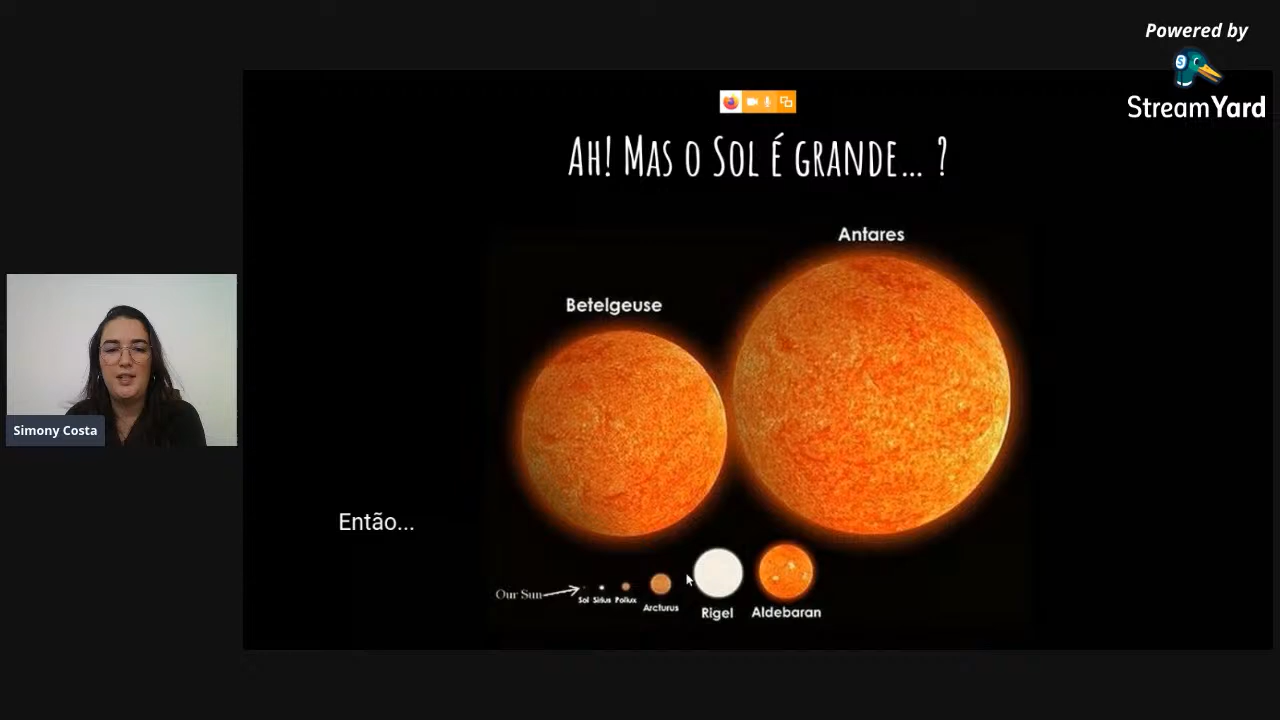 Powered by
StreamYard
Ah! Mas o Sol é grande... ?
Antares
Betelgeuse
Então...
Our Sun
Sol Sirius Pollux
Arcturus
Rigel
Aldebaran
Simony Costa